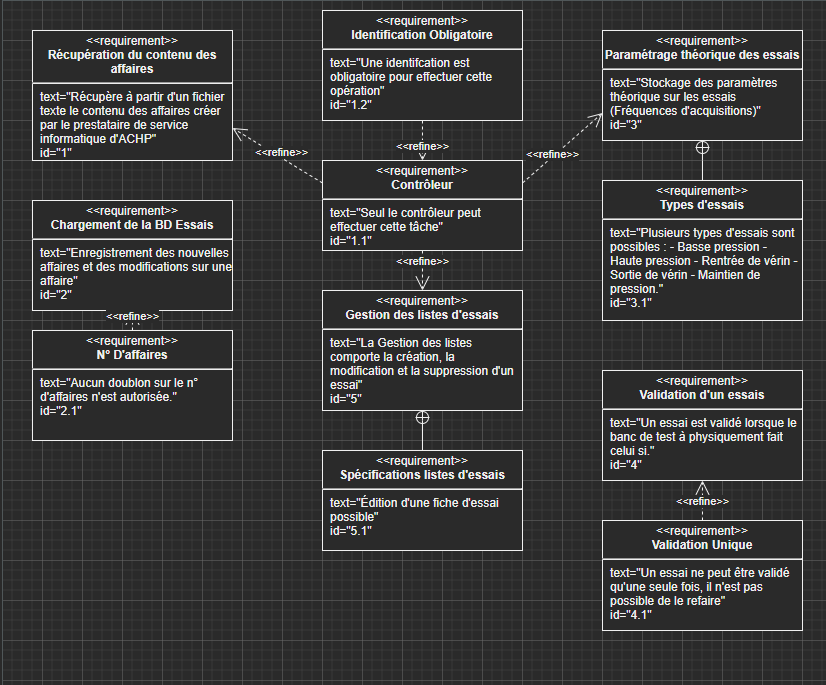 <<requirement>>
Récupération du contenu des
affaires
text="Récupère à partir d'un fichier
texte le contenu des affaires créer
par le prestataire de service
informatique d'ACHP"
id="1"
<<requirement>>
Identification Obligatoire
text="Une identifcation est
obligatoire pour effectuer cette
opération"
id="1.2"
<<requirement>>
Paramétrage théorique des essais
text="Stockage des paramètres
théorique sur les essais
(Fréquences d'acquisitions)"
id="3"
<<refine>>
<<refine>>
<<refine>>
<<requirement>>
Contrôleur
text="Seul le contrôleur peut
effectuer cette tâche"
id="1.1"
<<requirement>>
Types d'essais
text="Plusieurs types d'essais sont
possibles : - Basse pression -
Haute pression - Rentrée de vérin -
Sortie de vérin - Maintien de
pression."
id="3.1"
<<requirement>>
Chargement de la BD Essais
text="Enregistrement des nouvelles
affaires et des modifications sur une
affaire"
id="2"
<<refine>>
<<refine>>
<<requirement>>
N° D'affaires
text="Aucun doublon sur le n°
d'affaires n'est autorisée."
id="2.1"
<<requirement>>
Gestion des listes d'essais
text="La Gestion des listes
comporte la création, la
modification et la suppression d'un
essai"
id="5"
<<requirement>>
Spécifications listes d'essais
text="Édition d'une fiche d'essai
possible"
id="5.1"
<<requirement>>
Validation d'un essais
text="Un essai est validé lorsque le
banc de test à physiquement fait
celui si."
id="4"
<<refine>>
<<requirement>>
Validation Unique
text="Un essai ne peut être validé
qu'une seule fois, il n'est pas
possible de le refaire"
id="4.1"